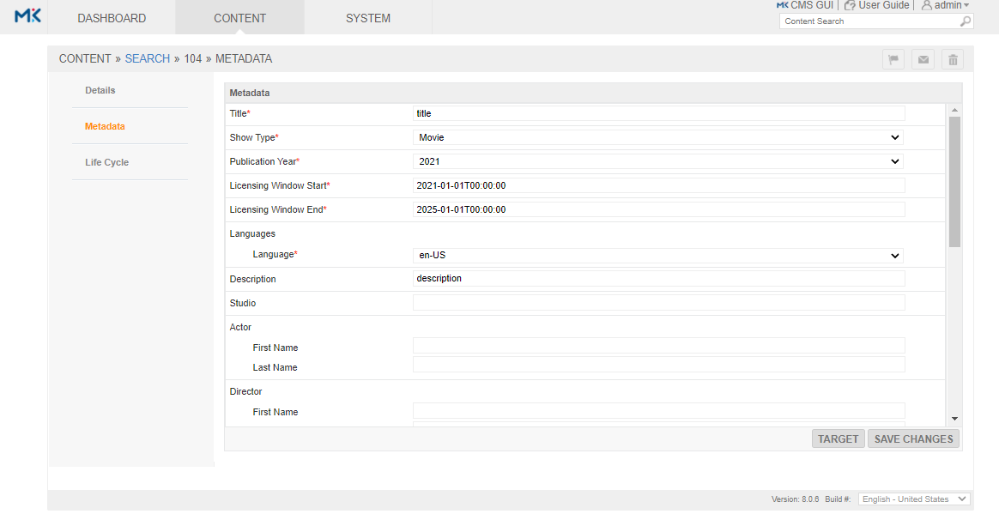 MK DASHBOARD CONTENT SYSTEM MK CMS GUI | User Guide | admin
Content Search
CONTENT » SEARCH » 104 » METADATA
Details
Metadata
Life Cycle
Metadata
Title* title
Show Type* Movie
Publication Year* 2021
Licensing Window Start* 2021-01-01T00:00:00
Licensing Window End* 2025-01-01T00:00:00
Languages
Language* en-US
Description description
Studio
Actor
First Name
Last Name
Director
First Name
TARGET SAVE CHANGES
Version: 8.0.6 Build #: English - United States